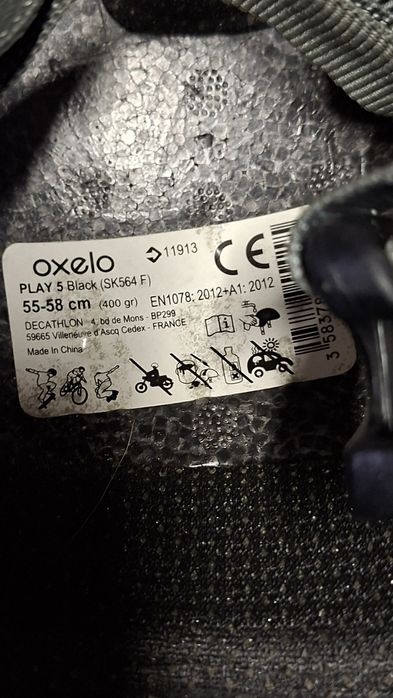 oxelo
11913
CE
PLAY 5 Black (SK564 F)
55-58 cm (400 gr) EN1078: 2012+A1: 2012
DECATHLON 4, bd de Mons - BP299
59665 Villeneuve d'Ascq Cedex - FRANCE
Made in China
i